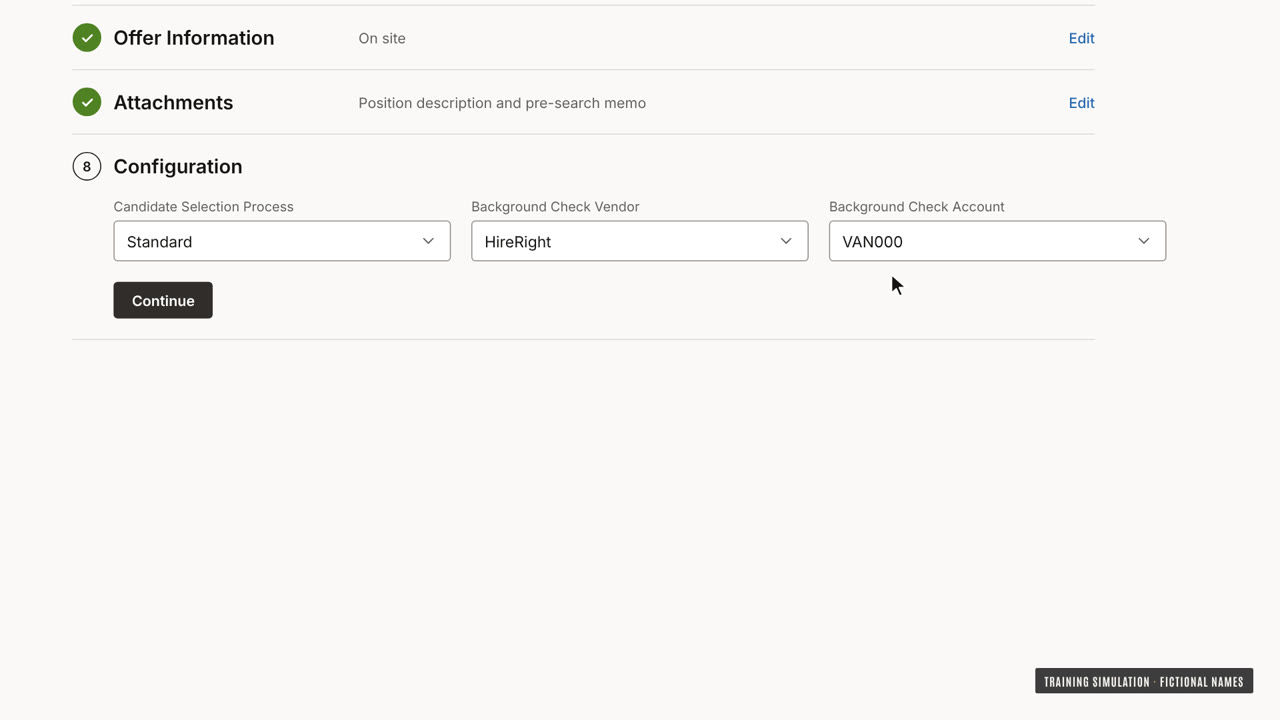 Offer Information On site Edit
Attachments Position description and pre-search memo Edit
8 Configuration
Candidate Selection Process Background Check Vendor Background Check Account
Standard HireRight VAN000
Continue
TRAINING SIMULATION · FICTIONAL NAMES